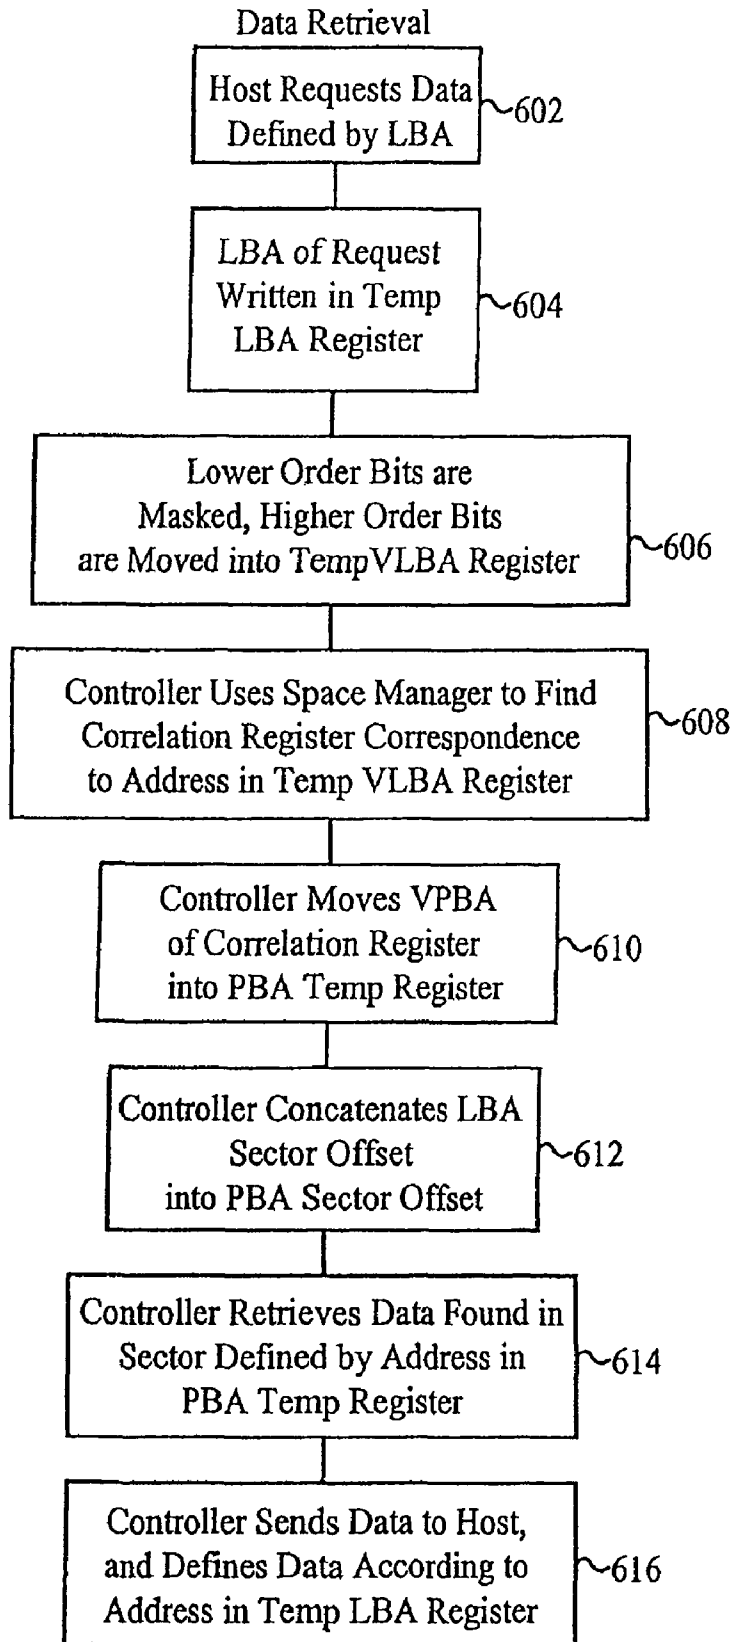 Data Retrieval
Host Requests Data
Defined by LBA
602
LBA of Request
Written in Temp
LBA Register
604
Lower Order Bits are
Masked, Higher Order Bits
are Moved into TempVLBA Register
606
Controller Uses Space Manager to Find
Correlation Register Correspondence
to Address in Temp VLBA Register
608
Controller Moves VPBA
of Correlation Register
into PBA Temp Register
610
Controller Concatenates LBA
Sector Offset
into PBA Sector Offset
612
Controller Retrieves Data Found in
Sector Defined by Address in
PBA Temp Register
614
Controller Sends Data to Host,
and Defines Data According to
Address in Temp LBA Register
616